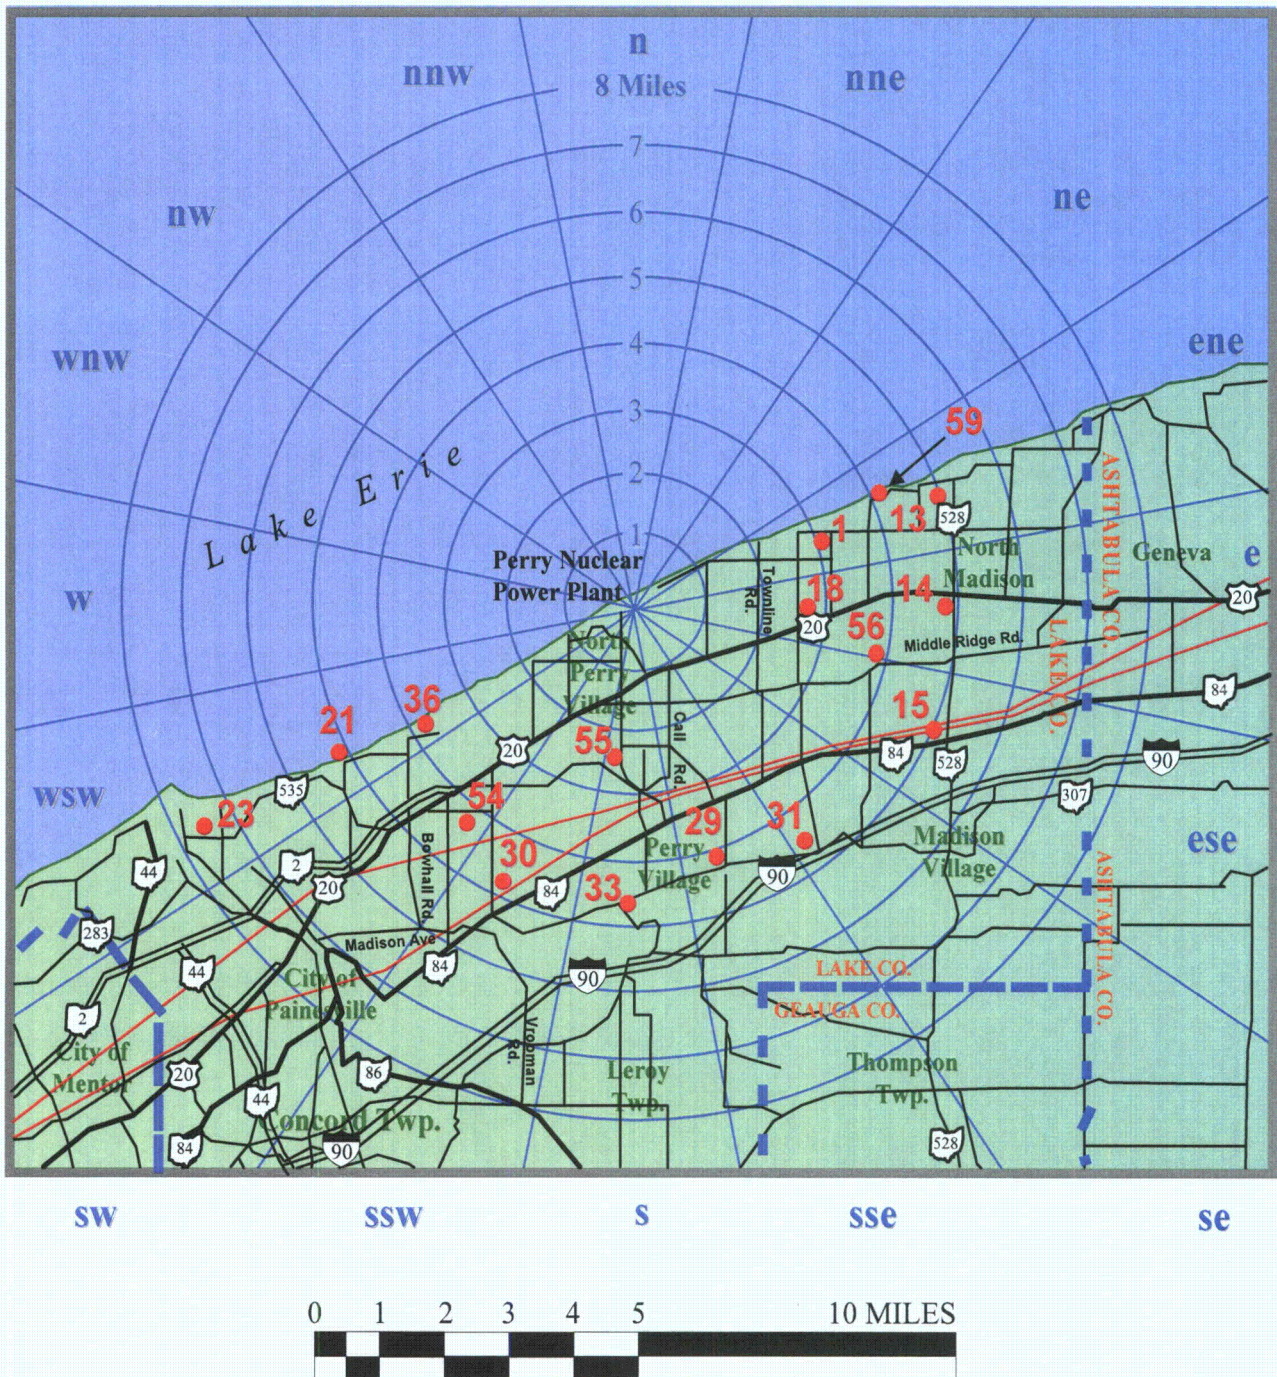 n
nnw
nne
8 Miles
7
nw
ne
6
5
wnw
4
ene
3
59
Lake Erie
2
1
13
528
1
Perry Nuclear
Power Plant
North
Madison
Geneva
e
ASHTABULA CO.
w
Townline
Rd.
18
14
20
20
56
Middle Ridge Rd.
LAKE CO.
North
Perry
Village
36
21
84
15
Call Rd.
20
55
84
528
90
535
wsw
307
54
23
29
31
Madison
Village
ese
Bowhall Rd.
2
Perry
Village
30
44
20
84
90
33
ASHTABULA CO.
283
Madison Ave
84
44
90
LAKE CO.
City of
Painesville
GEAUGA CO.
2
City of
Mentor
Vrooman
Rd.
Leroy
Twp.
Thompson
Twp.
20
86
44
Concord Twp.
84
90
528
sw
ssw
s
sse
se
0 1 2 3 4 5 10 MILES